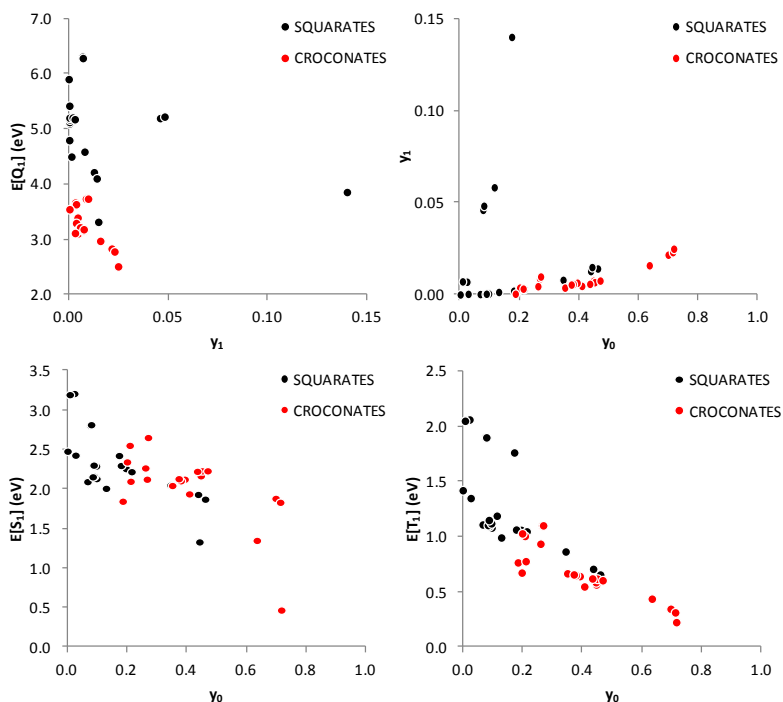 7.0
6.0
5.0
4.0
3.0
2.0
E[Q₁] (eV)
0.00
0.05
0.10
0.15
y₁
SQUARATES
CROCONATES
0.15
0.10
0.05
0.00
y₁
0.0
0.2
0.4
0.6
0.8
1.0
y₀
SQUARATES
CROCONATES
3.5
3.0
2.5
2.0
1.5
1.0
0.5
0.0
E[S₁] (eV)
0.0
0.2
0.4
0.6
0.8
1.0
y₀
SQUARATES
CROCONATES
2.5
2.0
1.5
1.0
0.5
0.0
E[T₁] (eV)
0.0
0.2
0.4
0.6
0.8
1.0
y₀
SQUARATES
CROCONATES